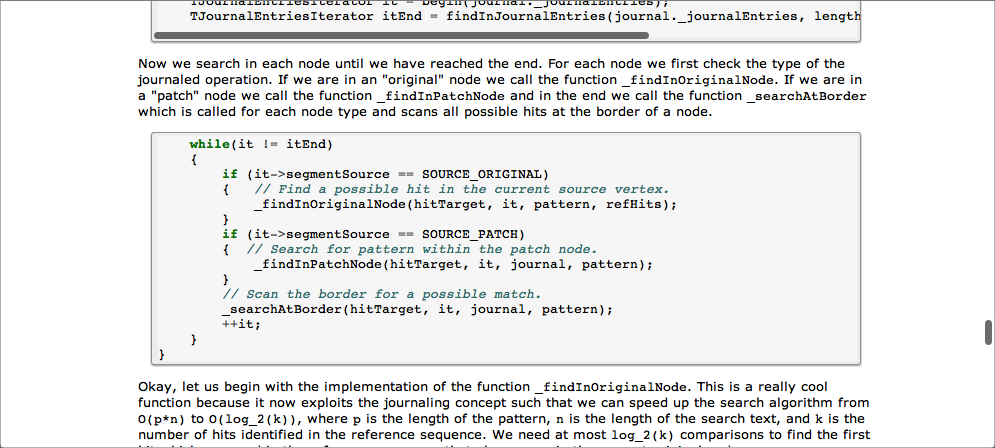 TJournalEntriesIterator it = begin(journal._journalEntries);
TJournalEntriesIterator itEnd = findInJournalEntries(journal._journalEntries, length
Now we search in each node until we have reached the end. For each node we first check the type of the
journaled operation. If we are in an "original" node we call the function _findInOriginalNode. If we are in
a "patch" node we call the function _findInPatchNode and in the end we call the function _searchAtBorder
which is called for each node type and scans all possible hits at the border of a node.
while(it != itEnd)
{
if (it->segmentSource == SOURCE_ORIGINAL)
{ // Find a possible hit in the current source vertex.
_findInOriginalNode(hitTarget, it, pattern, refHits);
}
if (it->segmentSource == SOURCE_PATCH)
{ // Search for pattern within the patch node.
_findInPatchNode(hitTarget, it, journal, pattern);
}
// Scan the border for a possible match.
_searchAtBorder(hitTarget, it, journal, pattern);
++it;
}
}
Okay, let us begin with the implementation of the function _findInOriginalNode. This is a really cool
function because it now exploits the journaling concept such that we can speed up the search algorithm from
O(p*n) to O(log_2(k)), where p is the length of the pattern, n is the length of the search text, and k is the
number of hits identified in the reference sequence. We need at most log_2(k) comparisons to find the first